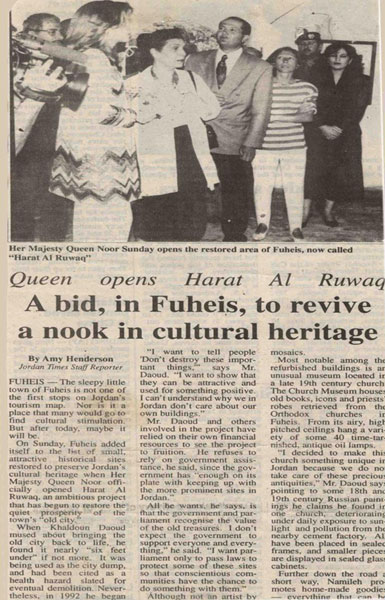 Her Majesty Queen Noor Sunday opens the restored area of Fuheis, now called
"Harat Al Ruwaq"
Queen opens Harat Al Ruwaq
A bid, in Fuheis, to revive
a nook in cultural heritage
By Amy Henderson
Jordan Times Staff Reporter
FUHEIS — The sleepy little
town of Fuheis is not one of
the first stops on Jordan's
tourism map. Nor is it a
place that many would go to
find cultural stimulation.
But after today, maybe it
will be.
On Sunday, Fuheis added
itself to the list of small,
attractive historical sites
restored to preserve Jordan's
cultural heritage when Her
Majesty Queen Noor offi-
cially opened Harat Al
Ruwaq, an ambitious project
that has begun to restore the
quiet prosperity of the
town's "old city."
When Khaldoun Daoud
mused about bringing the
old city back to life, he
found it nearly "six feet
under" if not more. It was
being used as the city dump,
and had been cited as a
health hazard slated for
eventual demolition. Never-
theless, in 1992 he began
"I want to tell people
'Don't destroy these impor-
tant things,'" says Mr.
Daoud. "I want to show that
they can be attractive and
used for something positive.
I can't understand why we in
Jordan don't care about our
own buildings."
Mr. Daoud and others
involved in the project have
relied on their own financial
resources to see the project
to fruition. He refuses to
rely on government assis-
tance, he said, since the gov-
ernment has "enough on its
plate with keeping up with
the more prominent sites in
Jordan."
All he wants, he says, is
that the government and par-
liament recognise the value
of the old treasures. I don't
expect the government to
support everyone and every-
thing," he said. "I want par-
liament only to pass laws to
protect some of these sites
so that conscientious com-
munities have the chance to
do something with them."
Although not an artist by
mosaics.
Most notable among the
refurbished buildings is an
unusual museum located in
a late 19th century church.
The Church Museum houses
old books, icons and priests'
robes retrieved from the
Orthodox churches of
Fuheis. From its airy, high
pitched ceilings hang a vari-
ety of some 40 time-tar-
nished, antique oil lamps.
"I decided to make this
church something unique in
Jordan because we do not
take care of these precious
antiquities," Mr. Daoud says
pointing to some 18th and
19th century Russian paint-
ings he claims he found in
one church, deteriorating
under daily exposure to sun-
light and pollution from the
nearby cement factory. All
have been placed in sealed
frames, and smaller pieces
are displayed in sealed glass
cabinets.
Further down the road a
short way, Namileh pro-
motes home-made goodies
— everything that can be